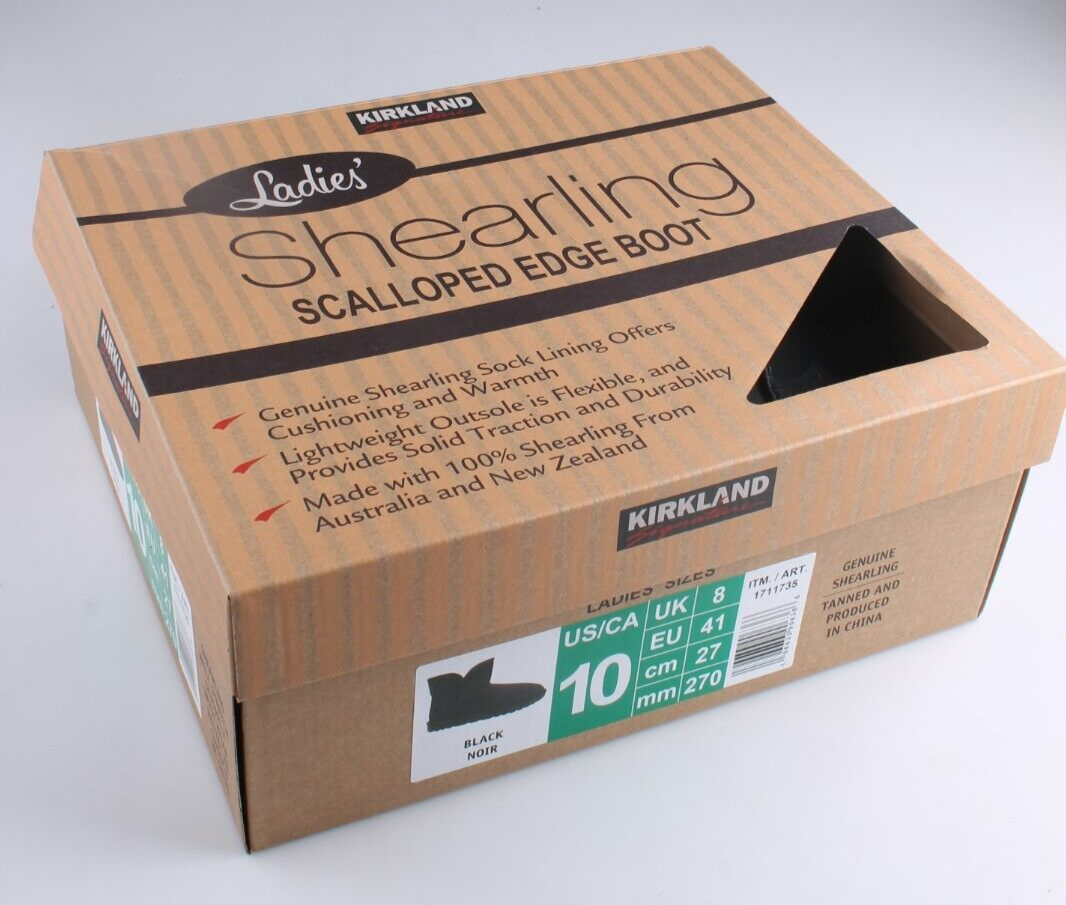 KIRKLAND
Signature
Ladies'
Shearling
SCALLOPED EDGE BOOT
Genuine Shearling Sock Lining Offers
Cushioning and Warmth
Lightweight Outsole is Flexible, and
Provides Solid Traction and Durability
Made with 100% Shearling From
Australia and New Zealand
KIRKLAND
Signature
KIRKLAND
LADIES' SIZES
US/CA 10
UK 8
EU 41
cm 27
mm 270
ITM. / ART.
1711735
BLACK
NOIR
GENUINE
SHEARLING
TANNED AND
PRODUCED
IN CHINA
10